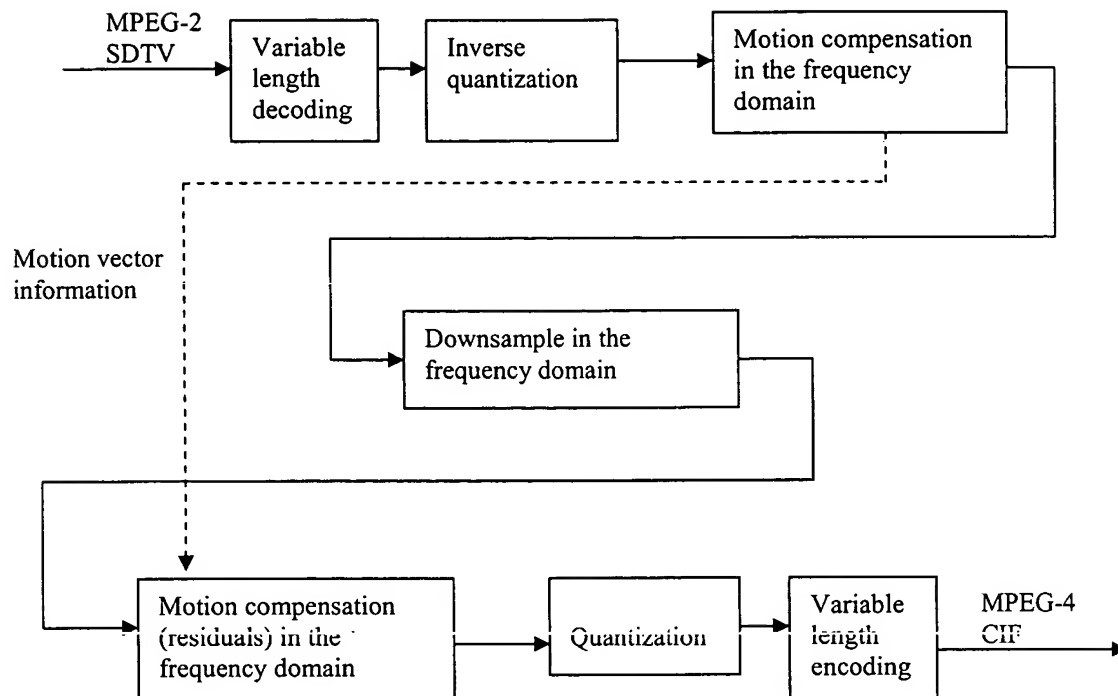 MPEG-2
SDTV
Variable
length
decoding
Inverse
quantization
Motion compensation
in the frequency
domain
Motion vector
information
Downsample in the
frequency domain
Motion compensation
(residuals) in the
frequency domain
Quantization
Variable
length
encoding
MPEG-4
CIF